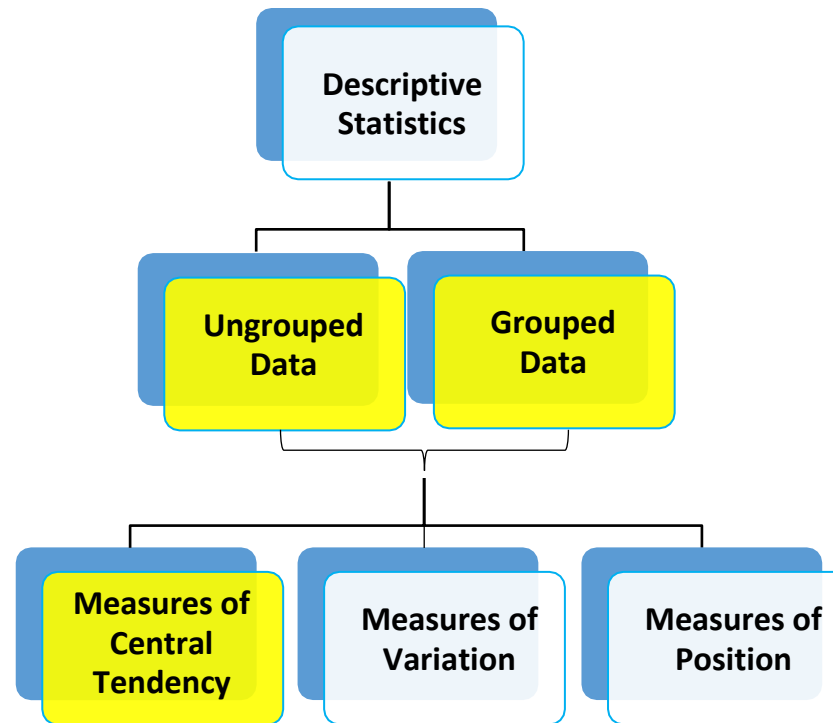 Descriptive
Statistics
Ungrouped
Data
Grouped
Data
Measures of
Central
Tendency
Measures of
Variation
Measures of
Position